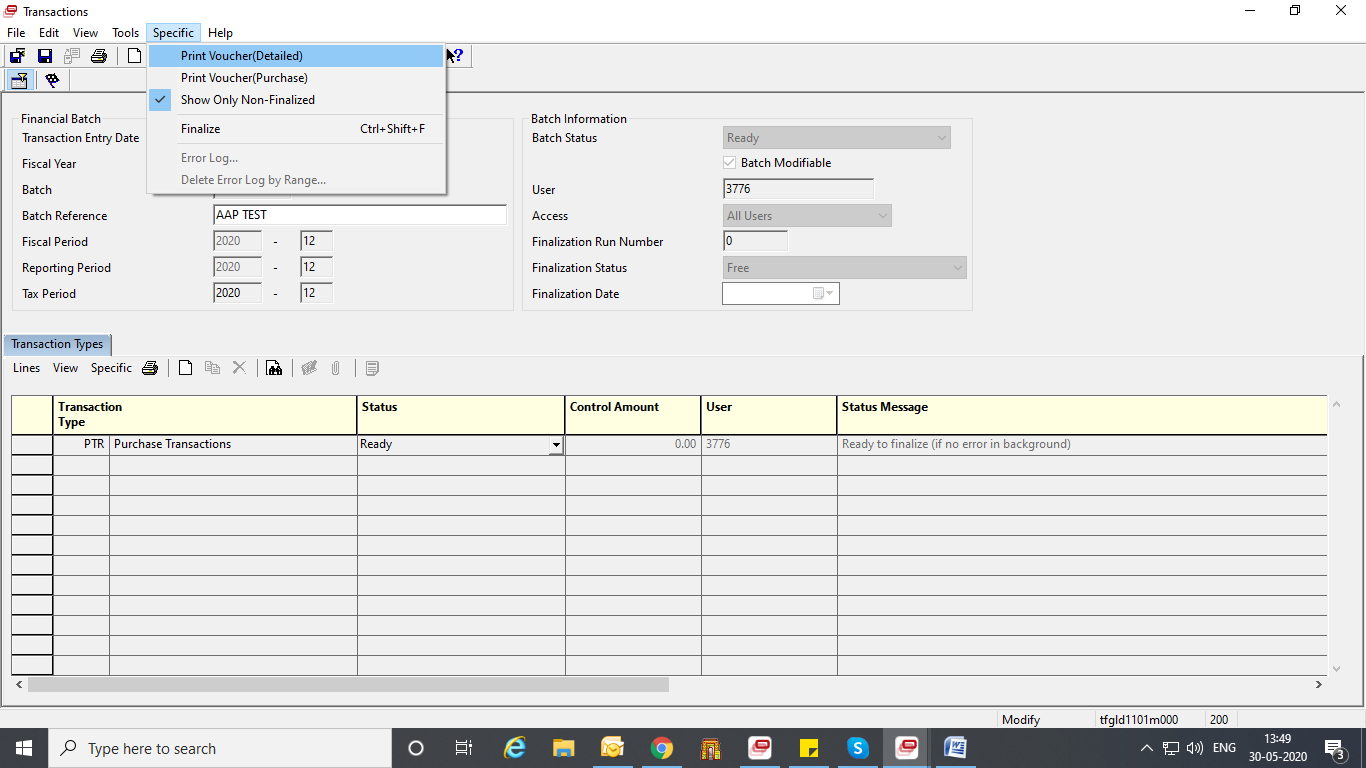 Transactions
File Edit View Tools Specific Help
Print Voucher(Detailed)
Print Voucher(Purchase)
Show Only Non-Finalized
Finalize Ctrl+Shift+F
Error Log...
Delete Error Log by Range...
Financial Batch
Transaction Entry Date
Fiscal Year
Batch
Batch Reference AAP TEST
Fiscal Period 2020 - 12
Reporting Period 2020 - 12
Tax Period 2020 - 12
Batch Information
Batch Status Ready
Batch Modifiable
User 3776
Access All Users
Finalization Run Number 0
Finalization Status Free
Finalization Date
Transaction Types
Lines View Specific
Transaction Type Status Control Amount User Status Message
PTR Purchase Transactions Ready 0.00 3776 Ready to finalize (if no error in background)
Modify tfgld1101m000 200
Type here to search
ENG
13:49
30-05-2020
3